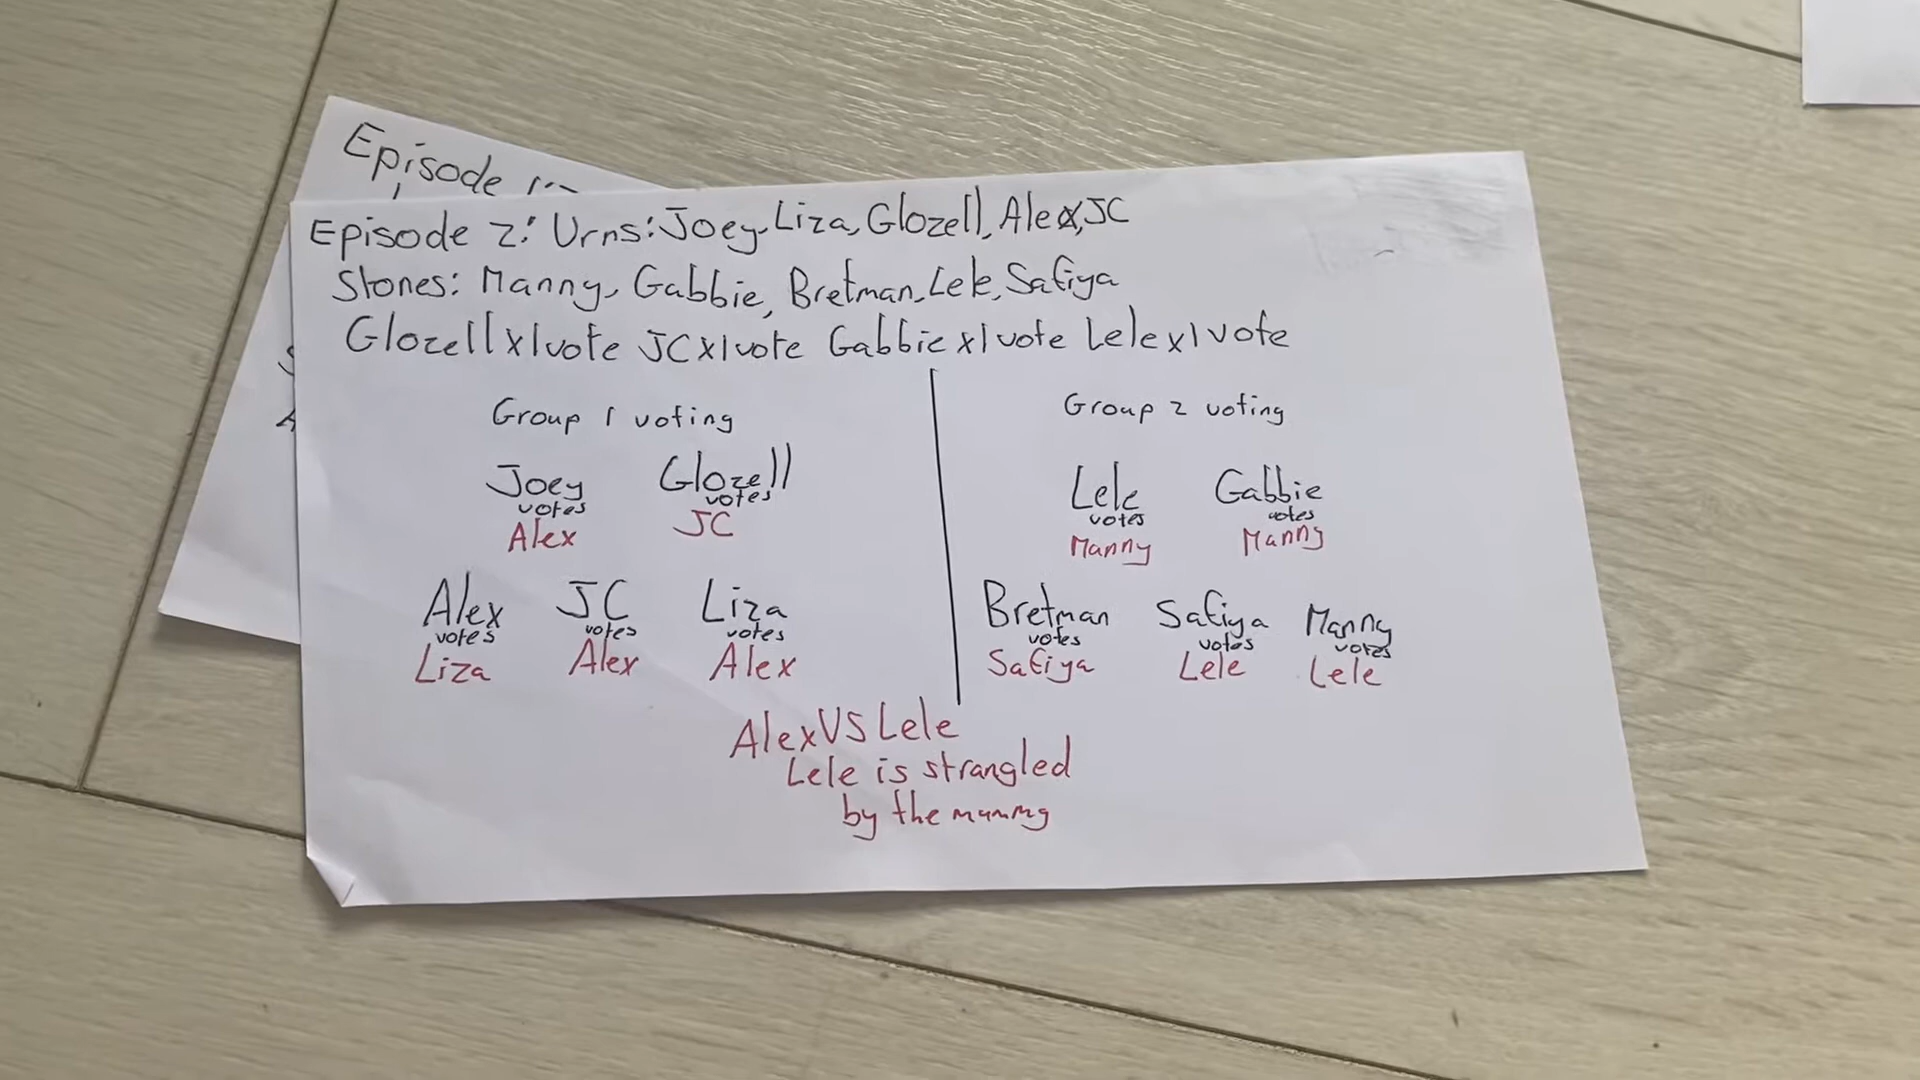 Episode
Episode 2: Urns: Joey, Liza, Glozell, Alex, JC
Stones: Manny, Gabbie, Bretman, Lele, Safiya
Glozell x1 vote JC x1 vote Gabbie x1 vote Lele x1 vote
Group 1 voting
Joey Glozell
votes votes
Alex JC
Alex JC Liza
votes votes votes
Liza Alex Alex
Group 2 voting
Lele Gabbie
votes votes
Manny Manny
Bretman Safiya Manny
votes votes votes
Safiya Lele Lele
Alex VS Lele
Lele is strangled
by the mummy